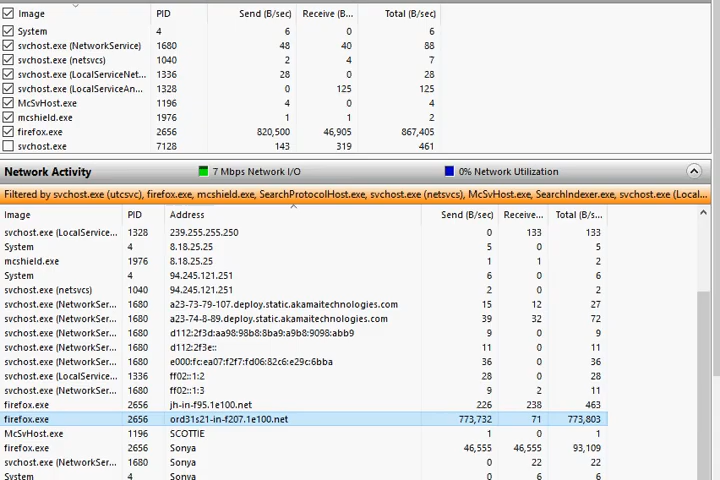 Image PID Send (B/sec) Receive (B... Total (B/sec)
System 4 6 0 6
svchost.exe (NetworkService) 1680 48 40 88
svchost.exe (netsvcs) 1040 2 4 7
svchost.exe (LocalServiceNet... 1336 28 0 28
svchost.exe (LocalServiceAn... 1328 0 125 125
McSvHost.exe 1196 4 0 4
mcshield.exe 1976 1 1 2
firefox.exe 2656 820,500 46,905 867,405
svchost.exe 7128 143 319 461
Network Activity 7 Mbps Network I/O 0% Network Utilization
Filtered by svchost.exe (utcsvc), firefox.exe, mcshield.exe, SearchProtocolHost.exe, svchost.exe (netsvcs), McSvHost.exe, SearchIndexer.exe, svchost.exe (Local...
Image PID Address Send (B/sec) Receive... Total (B/s...
svchost.exe (LocalService... 1328 239.255.255.250 0 133 133
System 4 8.18.25.25 5 0 5
mcshield.exe 1976 8.18.25.25 1 1 2
System 4 94.245.121.251 6 0 6
svchost.exe (netsvcs) 1040 94.245.121.251 2 0 2
svchost.exe (NetworkSer... 1680 a23-73-79-107.deploy.static.akamaitechnologies.com 15 12 27
svchost.exe (NetworkSer... 1680 a23-74-8-89.deploy.static.akamaitechnologies.com 39 32 72
svchost.exe (NetworkSer... 1680 d112:2f3d:aa98:98b8:8ba9:a9b8:9098:abb9 9 0 9
svchost.exe (NetworkSer... 1680 d112:2f3e:: 11 0 11
svchost.exe (NetworkSer... 1680 e000:fc:ea07:f2f7:fd06:82c6:e29c:6bba 36 0 36
svchost.exe (LocalService... 1336 ff02::1:2 28 0 28
svchost.exe (NetworkSer... 1680 ff02::1:3 9 2 11
firefox.exe 2656 jh-in-f95.1e100.net 226 238 463
firefox.exe 2656 ord31s21-in-f207.1e100.net 773,732 71 773,803
McSvHost.exe 1196 SCOTTIE 1 0 1
firefox.exe 2656 Sonya 46,555 46,555 93,109
svchost.exe (NetworkSer... 1680 Sonya 0 22 22
System 4 Sonya 0 6 6